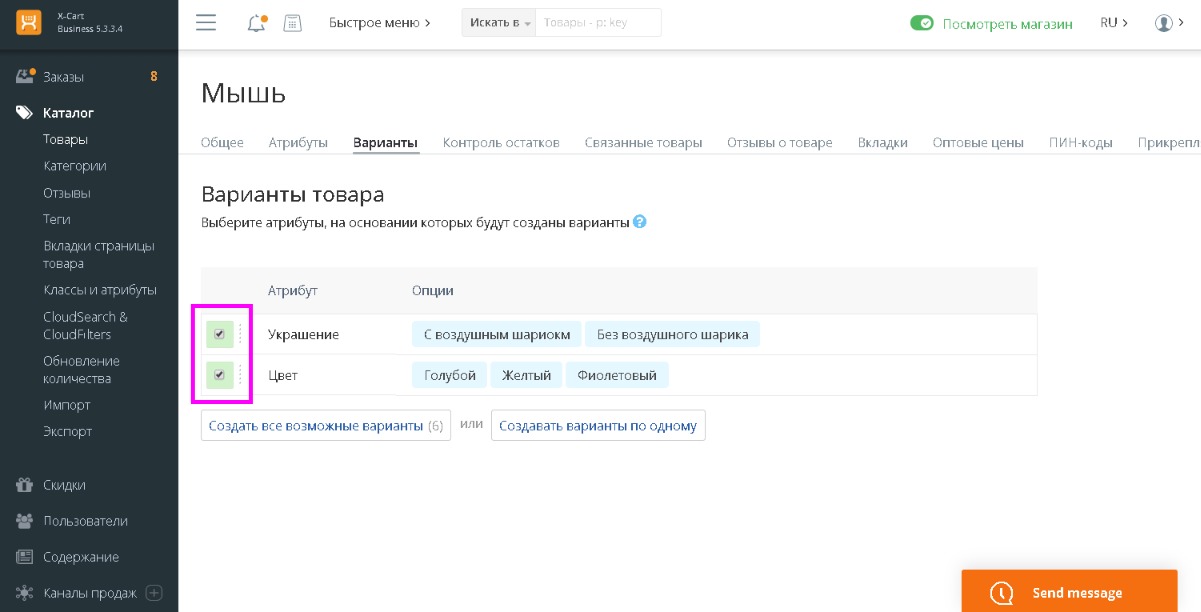 X-Cart
Business 5.3.3.4
Быстрое меню
Искать в
Товары - p: key
Посмотреть магазин
RU
Заказы
8
Каталог
Товары
Категории
Отзывы
Теги
Вкладки страницы
товара
Классы и атрибуты
CloudSearch &
CloudFilters
Обновление
количества
Импорт
Экспорт
Скидки
Пользователи
Содержание
Каналы продаж
Мышь
Общее Атрибуты Варианты Контроль остатков Связанные товары Отзывы о товаре Вкладки Оптовые цены ПИН-коды Прикрепл
Варианты товара
Выберите атрибуты, на основании которых будут созданы варианты ?
Атрибут Опции
Украшение С воздушным шариокм Без воздушного шарика
Цвет Голубой Желтый Фиолетовый
Создать все возможные варианты (6) или Создавать варианты по одному
Send message